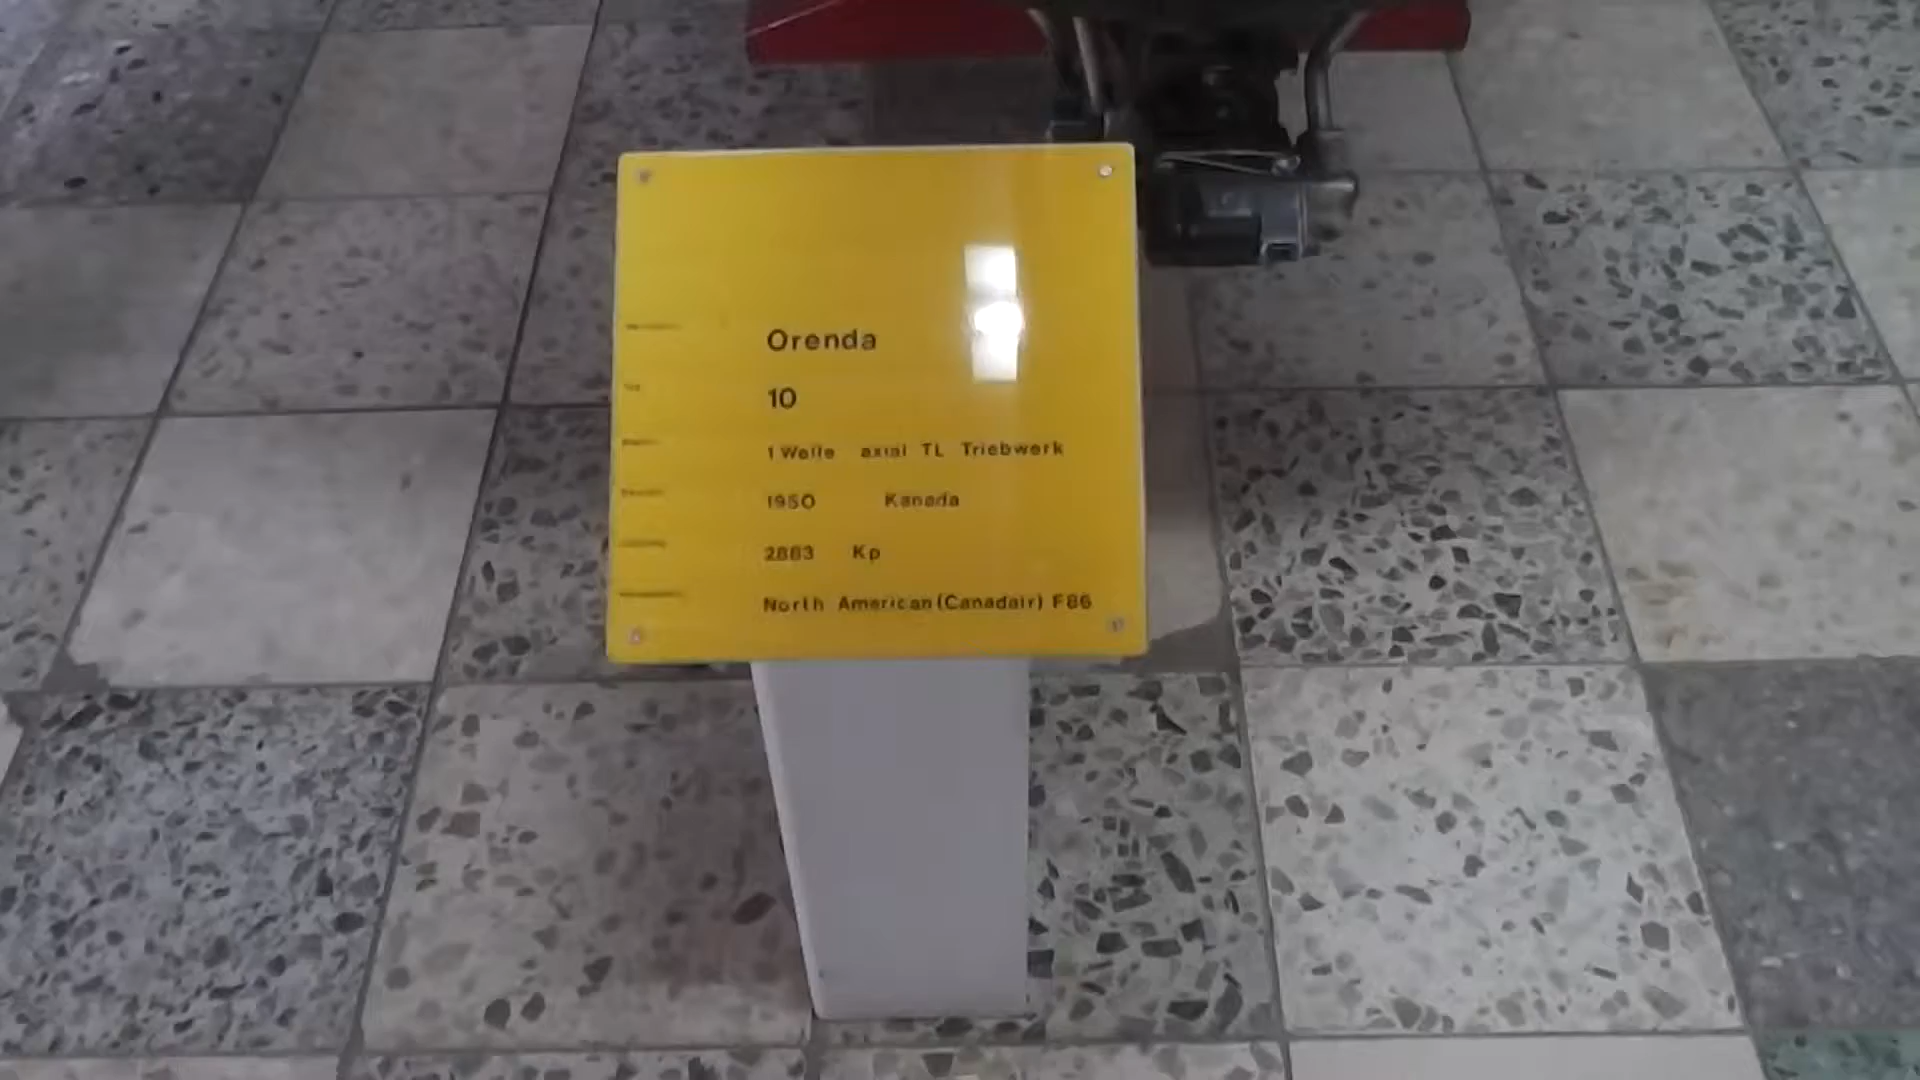 Orenda
10
1 Welle axial TL Triebwerk
1950 Kanada
2883 Kp
North American (Canadair) F86